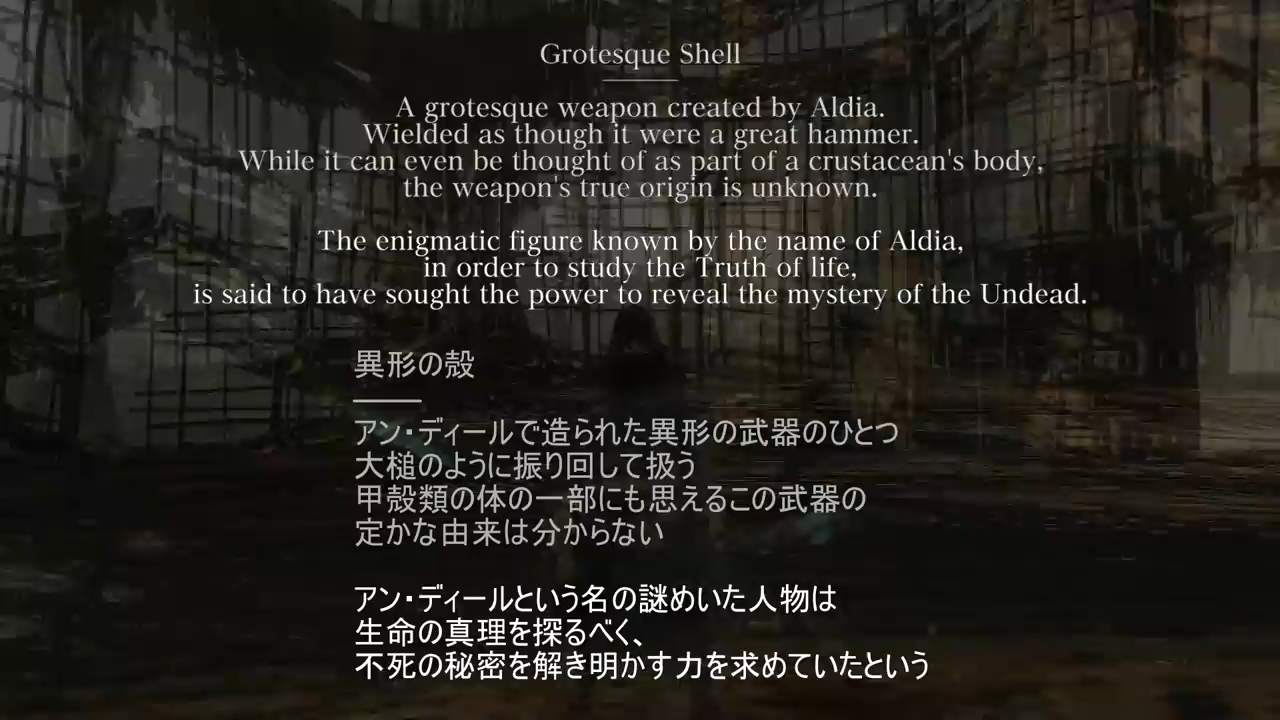 Grotesque Shell
A grotesque weapon created by Aldia.
Wielded as though it were a great hammer.
While it can even be thought of as part of a crustacean's body,
the weapon's true origin is unknown.
The enigmatic figure known by the name of Aldia,
in order to study the Truth of life,
is said to have sought the power to reveal the mystery of the Undead.
異形の殻
アン・ディールで造られた異形の武器のひとつ
大槌のように振り回して扱う
甲殻類の体の一部にも思えるこの武器の
定かな由来は分からない
アン・ディールという名の謎めいた人物は
生命の真理を探るべく、
不死の秘密を解き明かす力を求めていたという